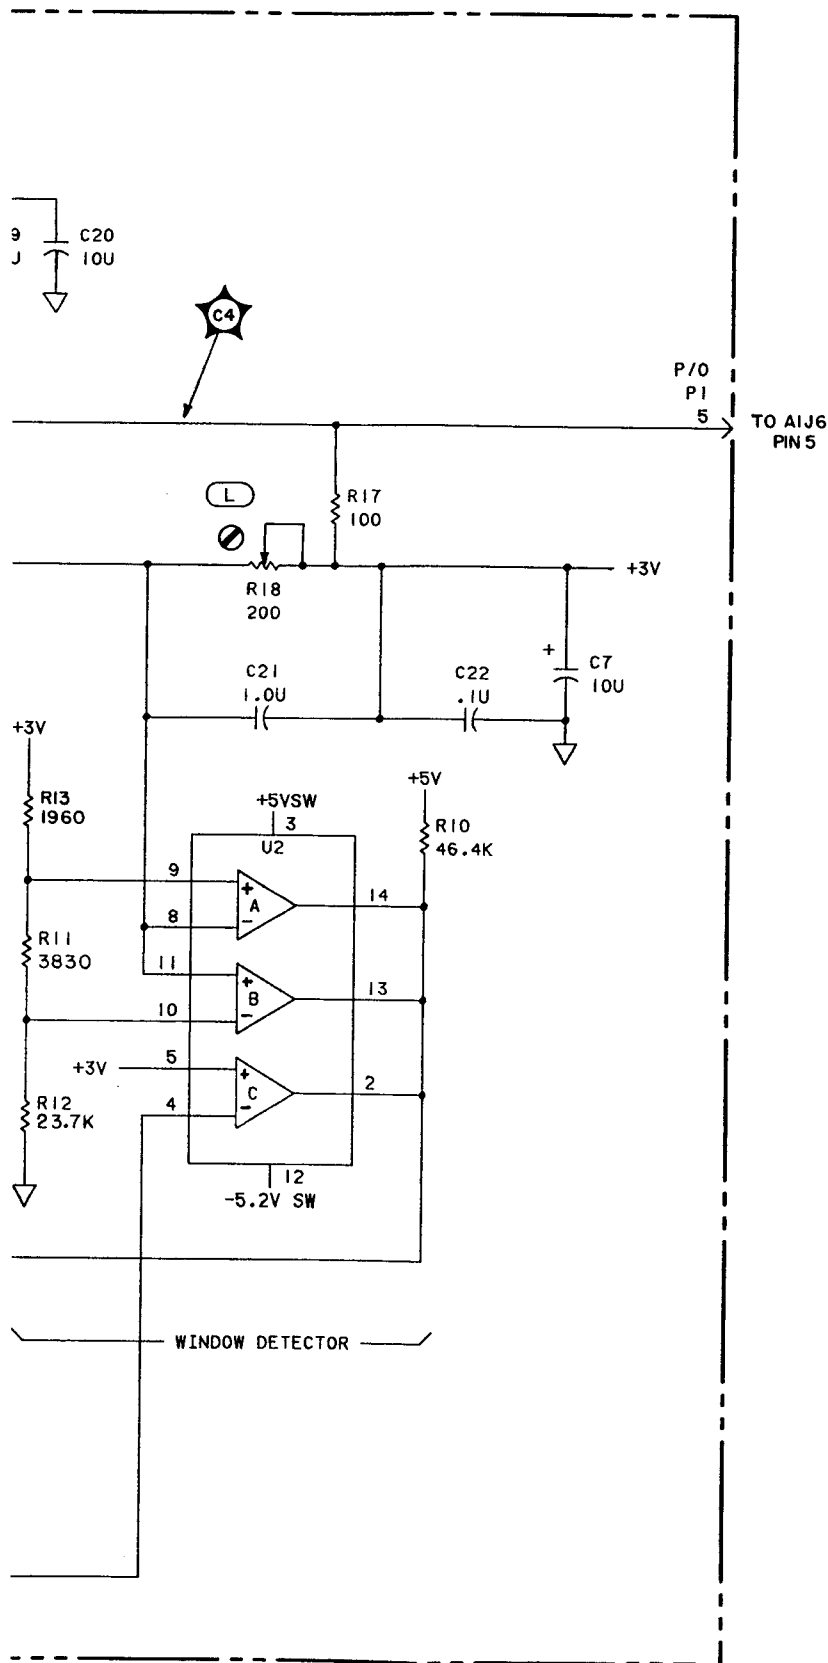 9 C20
J 10U
C4
P/O
P1
5
TO A1J6
PIN 5
L
R17
100
R18
200
+3V
C21
1.0U
C22
.1U
+
C7
10U
+3V
R13
1960
+5VSW
3
U2
+5V
R10
46.4K
9
+
A
14
8
-
R11
3830
11
+
B
13
10
-
+3V
5
+
C
2
4
-
R12
23.7K
12
-5.2V SW
WINDOW DETECTOR